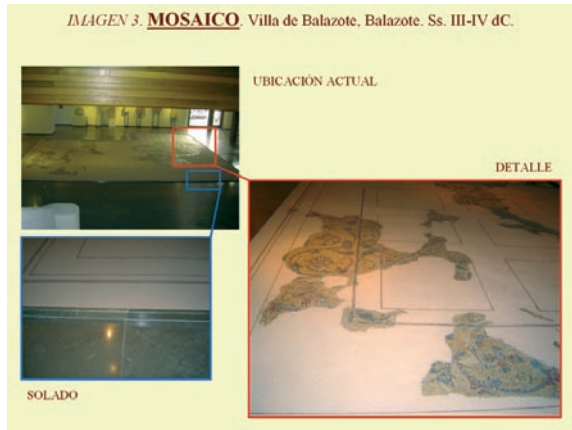 IMAGEN 3. MOSAICO. Villa de Balazote, Balazote. Ss. III-IV dC.
UBICACIÓN ACTUAL
DETALLE
SOLADO